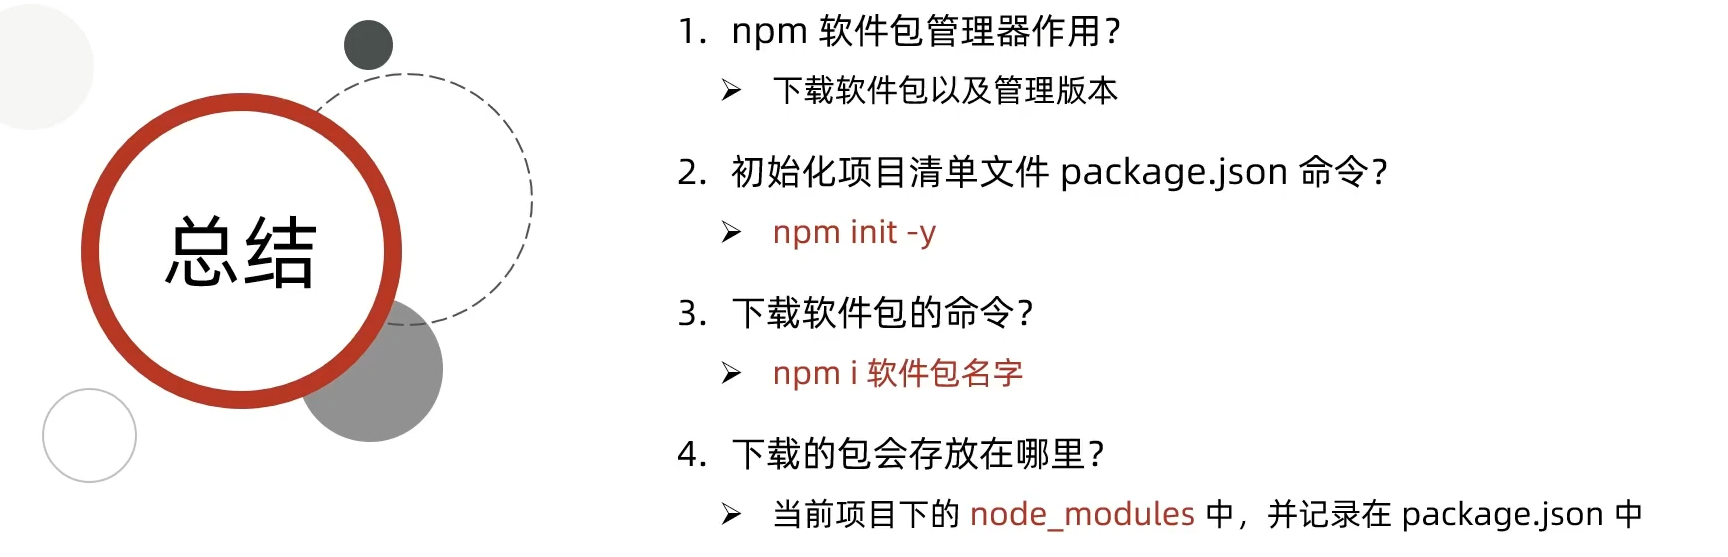 总结
1. npm 软件包管理器作用?
➢ 下载软件包以及管理版本
2. 初始化项目清单文件 package.json 命令?
➢ npm init -y
3. 下载软件包的命令?
➢ npm i 软件包名字
4. 下载的包会存放在哪里?
➢ 当前项目下的 node_modules 中，并记录在 package.json 中